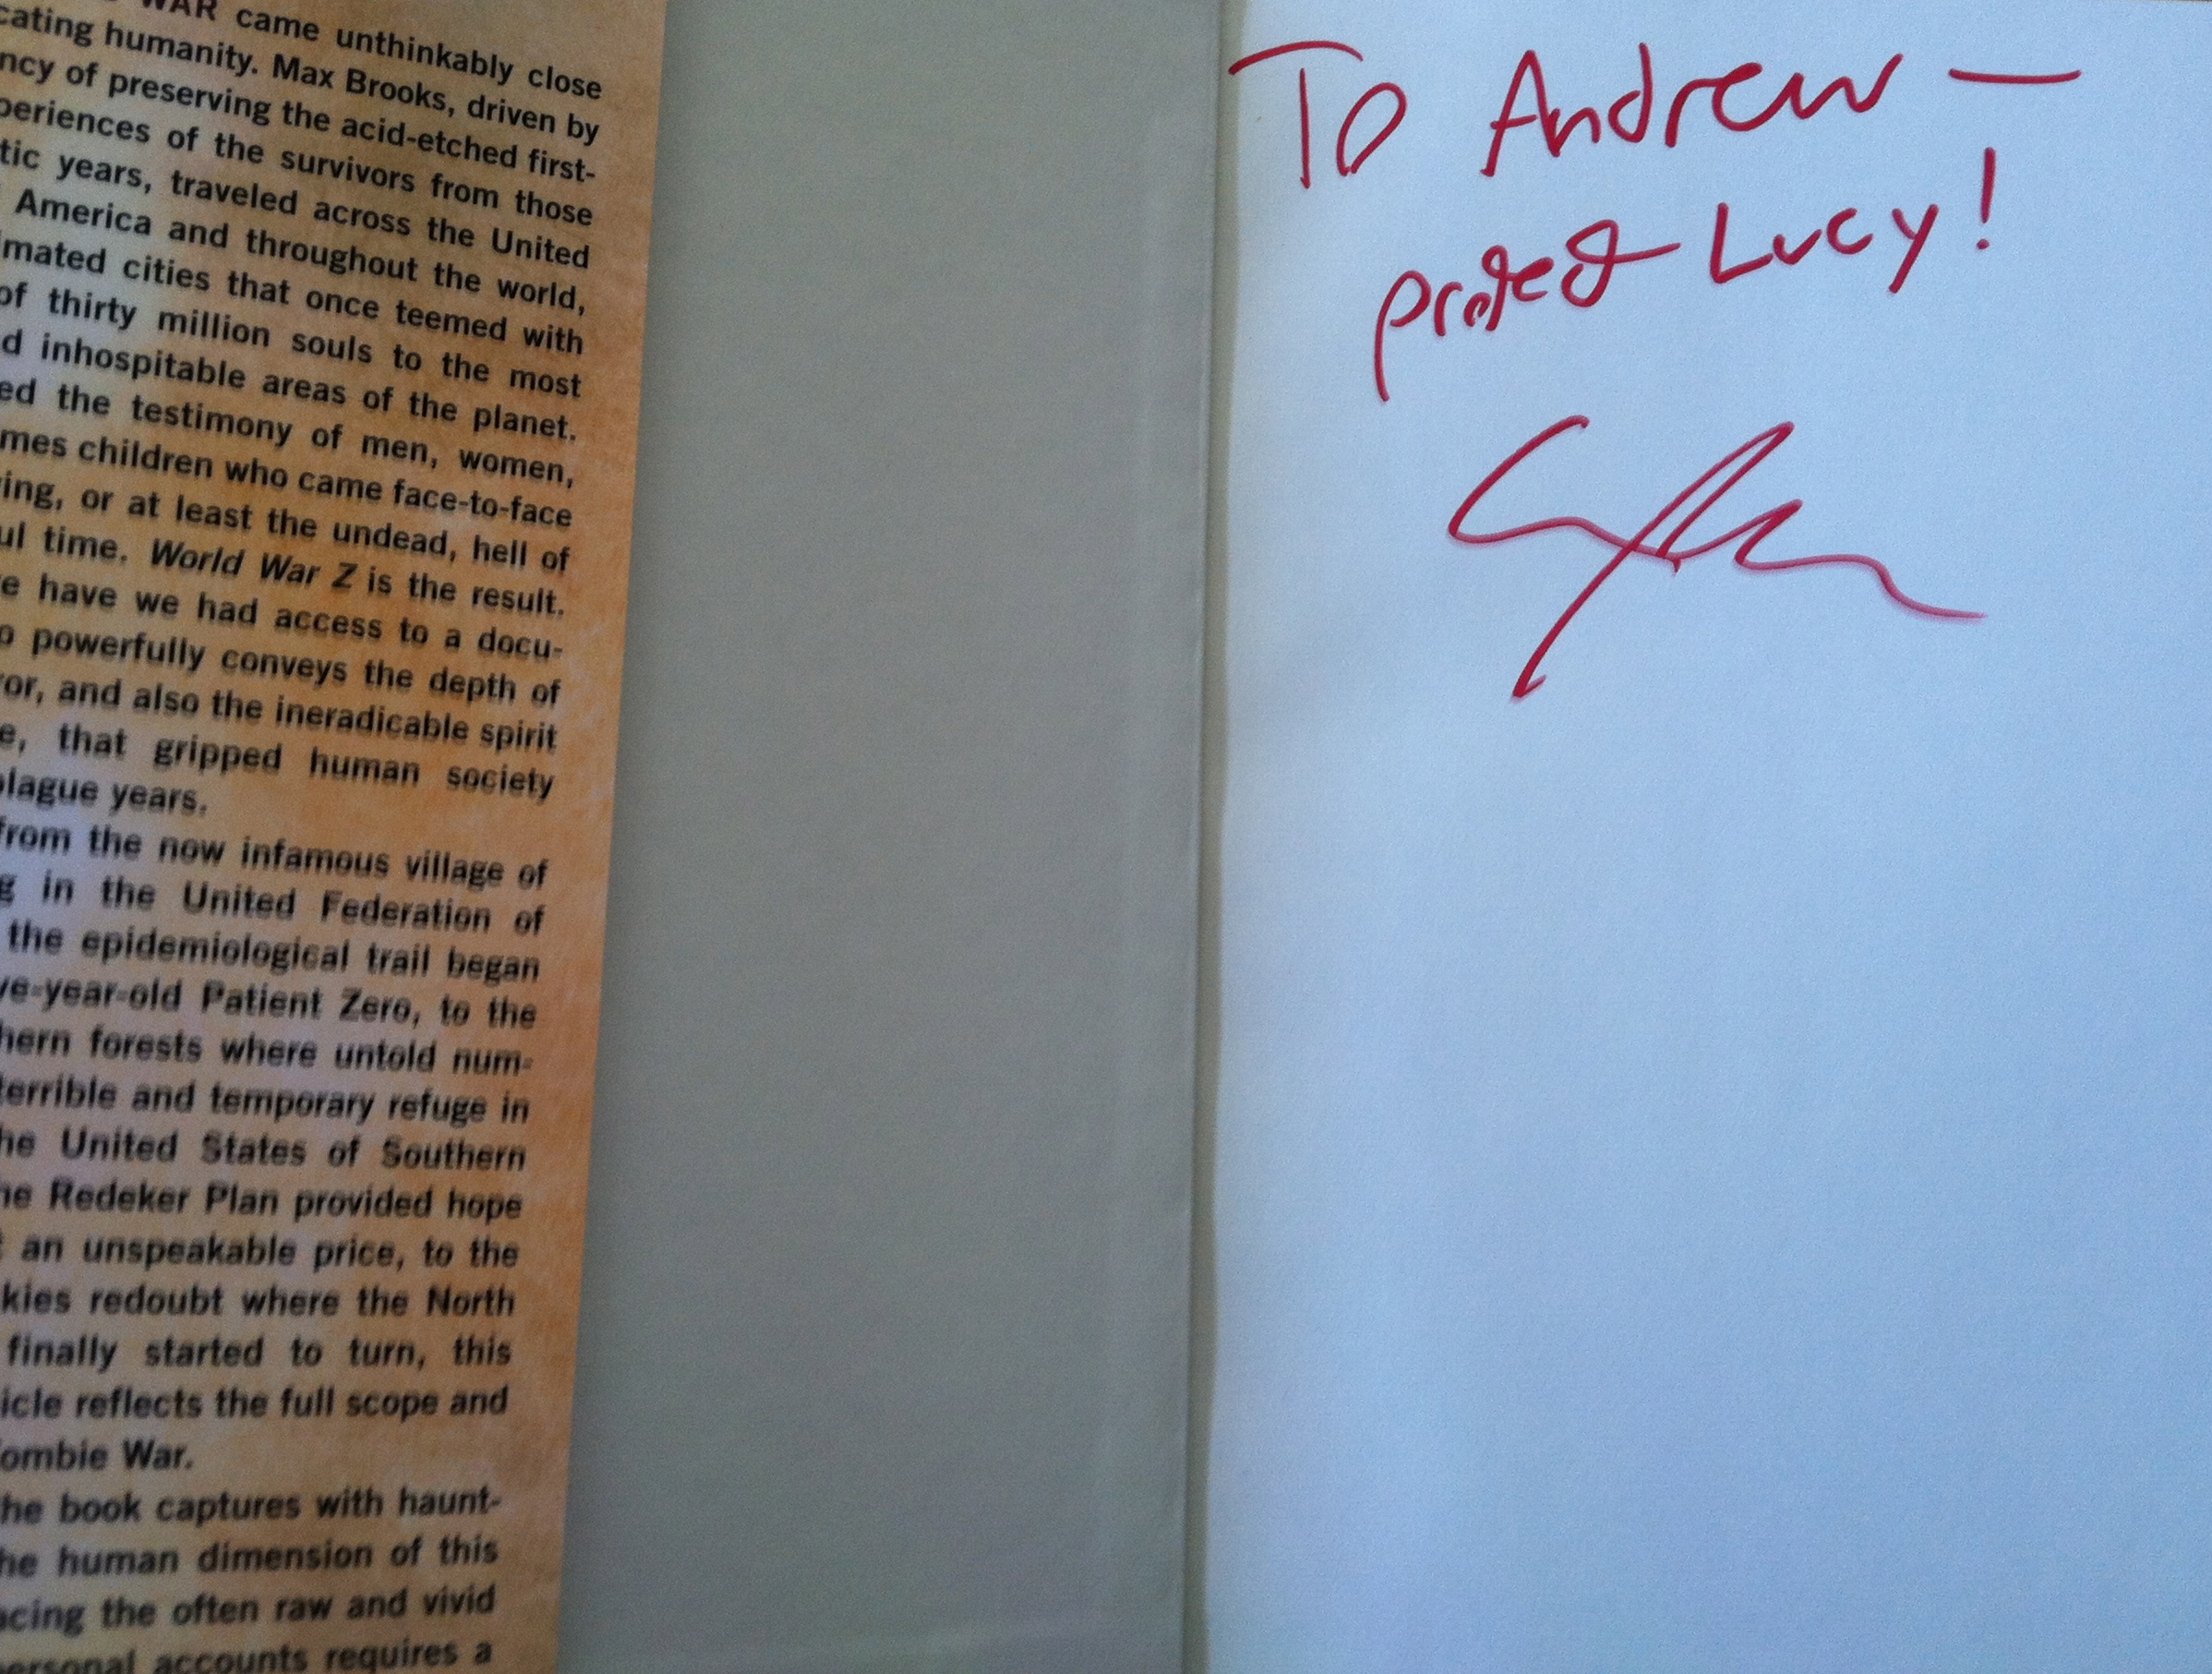 WAR came unthinkably close
cating humanity. Max Brooks, driven by
ncy of preserving the acid-etched first-
periences of the survivors from those
tic years, traveled across the United
America and throughout the world,
imated cities that once teemed with
of thirty million souls to the most
d inhospitable areas of the planet.
ed the testimony of men, women,
mes children who came face-to-face
ing, or at least the undead, hell of
ul time. World War Z is the result.
e have we had access to a docu-
o powerfully conveys the depth of
or, and also the ineradicable spirit
e, that gripped human society
plague years.
from the now infamous village of
g in the United Federation of
the epidemiological trail began
ve-year-old Patient Zero, to the
hern forests where untold num-
terrible and temporary refuge in
he United States of Southern
he Redeker Plan provided hope
t an unspeakable price, to the
kies redoubt where the North
finally started to turn, this
icle reflects the full scope and
ombie War.
he book captures with haunt-
he human dimension of this
acing the often raw and vivid
personal accounts requires a
To Andrew —
protect Lucy!